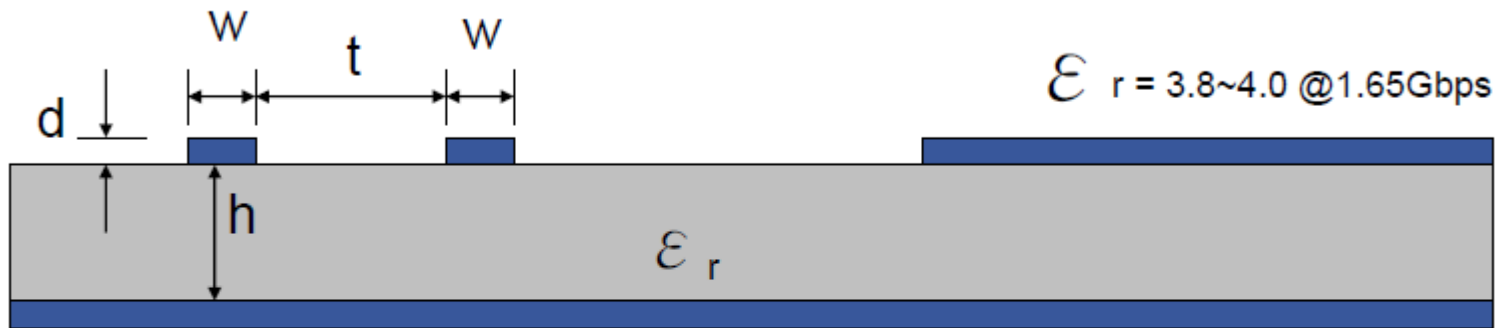 W
W
t
d
ε r = 3.8~4.0 @1.65Gbps
h
ε r